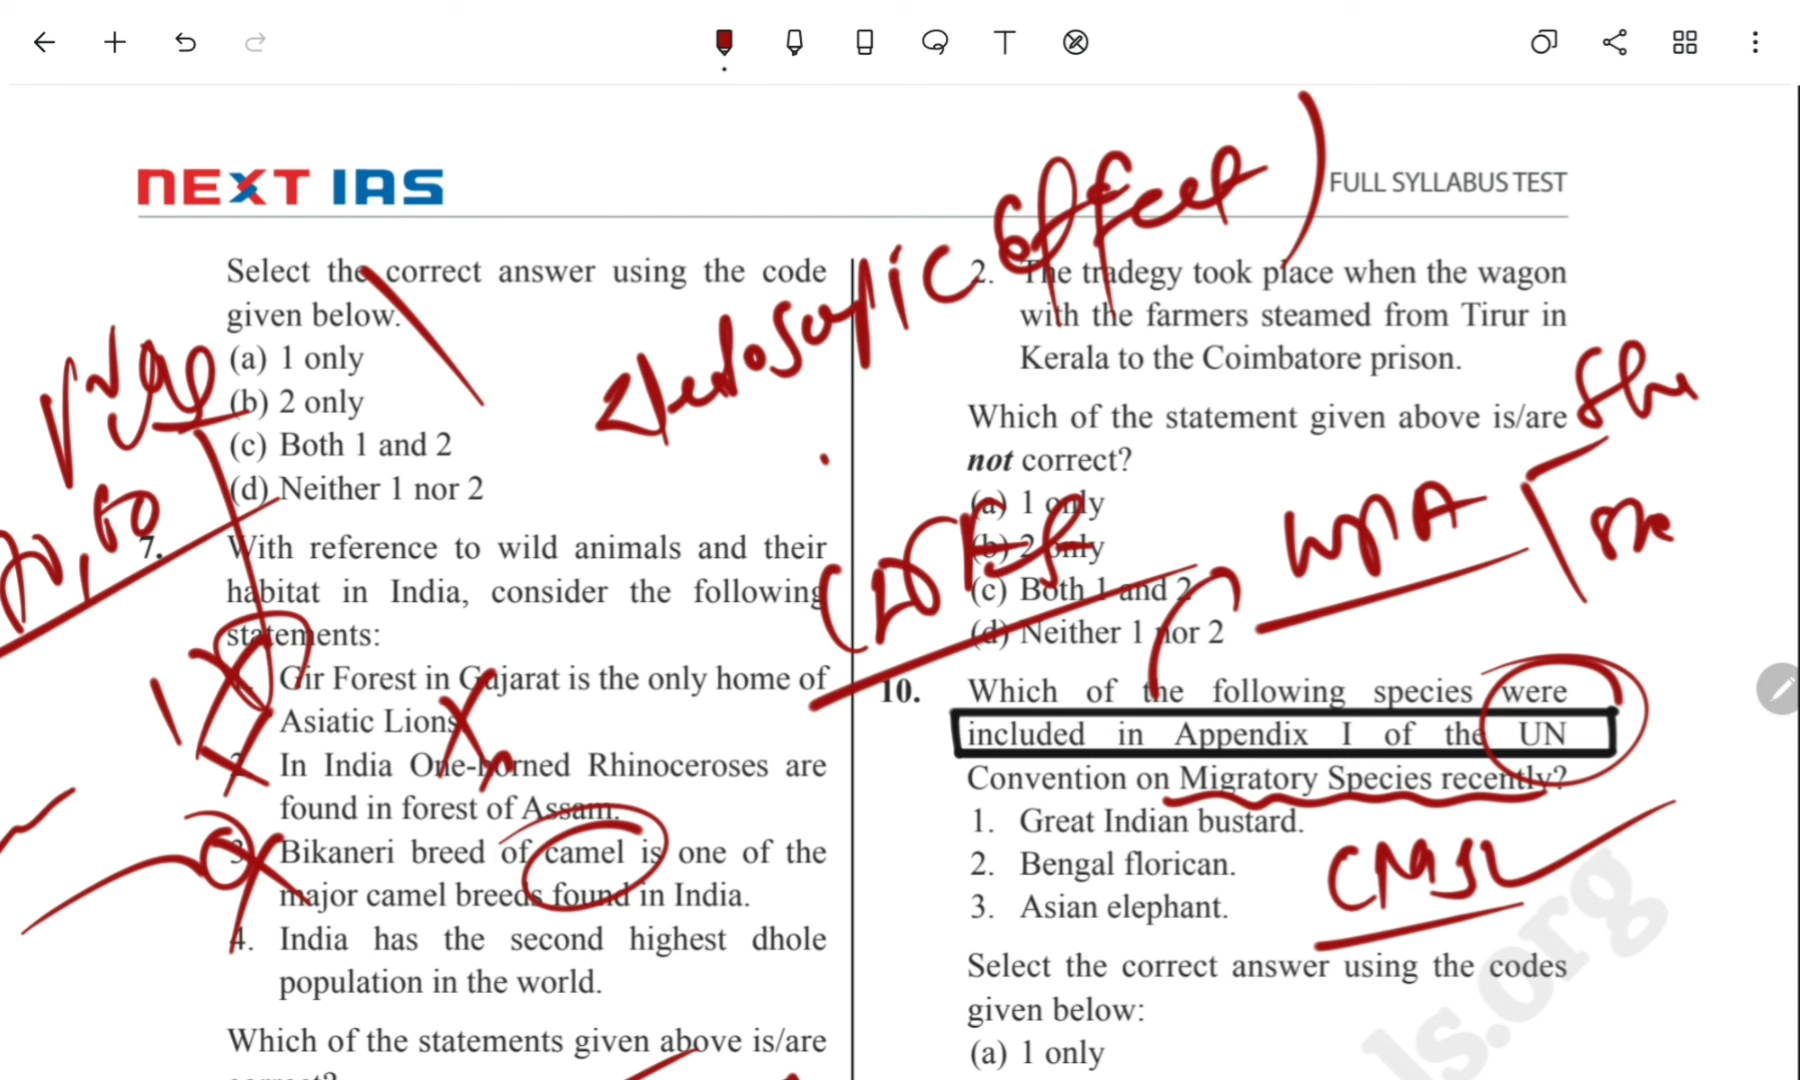 NEXT IAS
FULL SYLLABUS TEST
effect)
Select the correct answer using the code
given below.
(a) 1 only
(b) 2 only
(c) Both 1 and 2
(d) Neither 1 nor 2
7. With reference to wild animals and their
habitat in India, consider the following
statements:
Gir Forest in Gujarat is the only home of
Asiatic Lions
2. In India One-horned Rhinoceroses are
found in forest of Assam.
3. Bikaneri breed of camel is one of the
major camel breeds found in India.
4. India has the second highest dhole
population in the world.
Which of the statements given above is/are
correct?
2. The tradegy took place when the wagon
with the farmers steamed from Tirur in
Kerala to the Coimbatore prison.
Which of the statement given above is/are
not correct?
(a) 1 only
(b) 2 only
(c) Both 1 and 2
(d) Neither 1 nor 2
WPA
10. Which of the following species were
included in Appendix I of the UN
Convention on Migratory Species recently?
1. Great Indian bustard.
2. Bengal florican.
3. Asian elephant.
Select the correct answer using the codes
given below:
(a) 1 only
ls.org